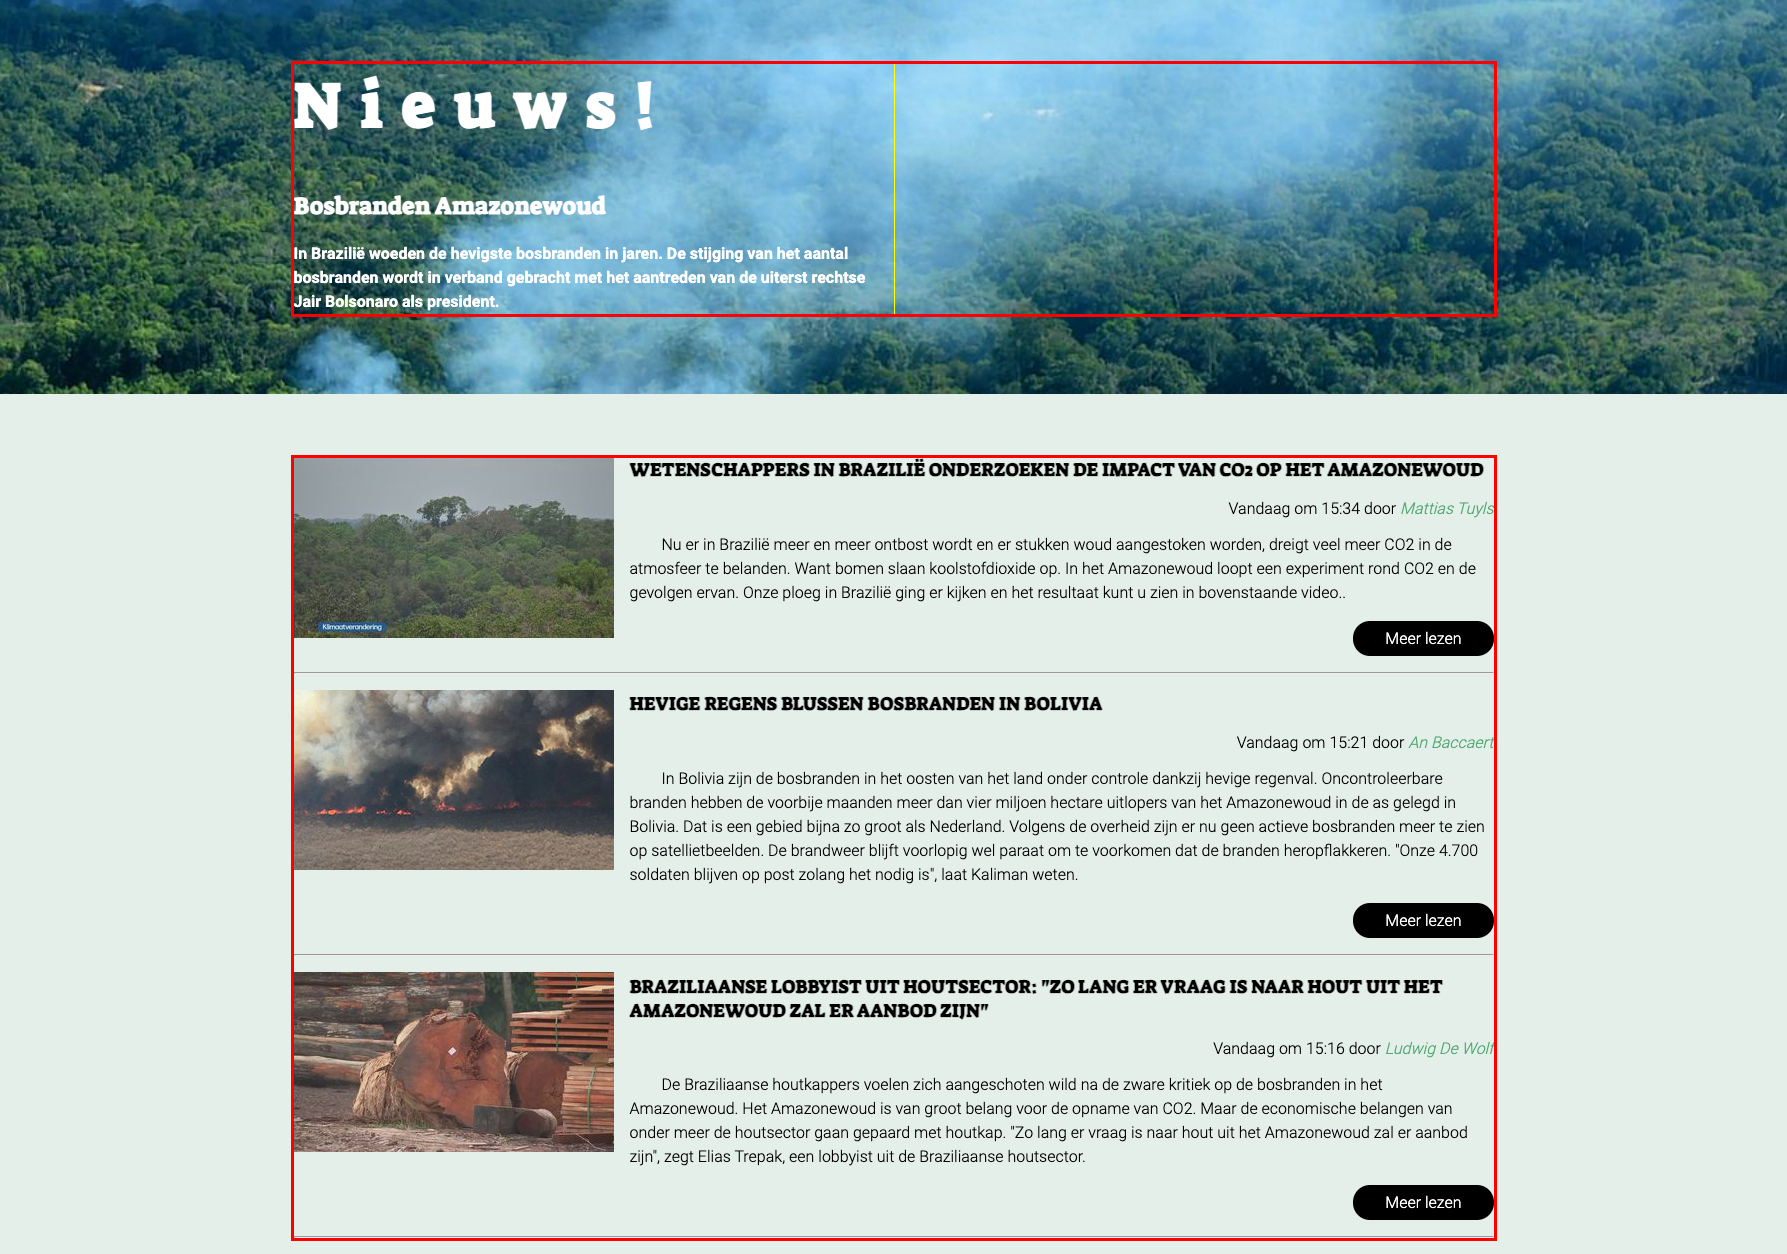 Nieuws!
Bosbranden Amazonewoud
In Brazilië woeden de hevigste bosbranden in jaren. De stijging van het aantal
bosbranden wordt in verband gebracht met het aantreden van de uiterst rechtse
Jair Bolsonaro als president.
WETENSCHAPPERS IN BRAZILIË ONDERZOEKEN DE IMPACT VAN CO2 OP HET AMAZONEWOUD
Vandaag om 15:34 door Mattias Tuyls
Nu er in Brazilië meer en meer ontbost wordt en er stukken woud aangestoken worden, dreigt veel meer CO2 in de
atmosfeer te belanden. Want bomen slaan koolstofdioxide op. In het Amazonewoud loopt een experiment rond CO2 en de
gevolgen ervan. Onze ploeg in Brazilië ging er kijken en het resultaat kunt u zien in bovenstaande video..
Klimaatverandering
Meer lezen
HEVIGE REGENS BLUSSEN BOSBRANDEN IN BOLIVIA
Vandaag om 15:21 door An Baccaert
In Bolivia zijn de bosbranden in het oosten van het land onder controle dankzij hevige regenval. Oncontroleerbare
branden hebben de voorbije maanden meer dan vier miljoen hectare uitlopers van het Amazonewoud in de as gelegd in
Bolivia. Dat is een gebied bijna zo groot als Nederland. Volgens de overheid zijn er nu geen actieve bosbranden meer te zien
op satellietbeelden. De brandweer blijft voorlopig wel paraat om te voorkomen dat de branden heropflakkeren. "Onze 4.700
soldaten blijven op post zolang het nodig is", laat Kaliman weten.
Meer lezen
BRAZILIAANSE LOBBYIST UIT HOUTSECTOR: "ZO LANG ER VRAAG IS NAAR HOUT UIT HET
AMAZONEWOUD ZAL ER AANBOD ZIJN"
Vandaag om 15:16 door Ludwig De Wolf
De Braziliaanse houtkappers voelen zich aangeschoten wild na de zware kritiek op de bosbranden in het
Amazonewoud. Het Amazonewoud is van groot belang voor de opname van CO2. Maar de economische belangen van
onder meer de houtsector gaan gepaard met houtkap. "Zo lang er vraag is naar hout uit het Amazonewoud zal er aanbod
zijn", zegt Elias Trepak, een lobbyist uit de Braziliaanse houtsector.
Meer lezen